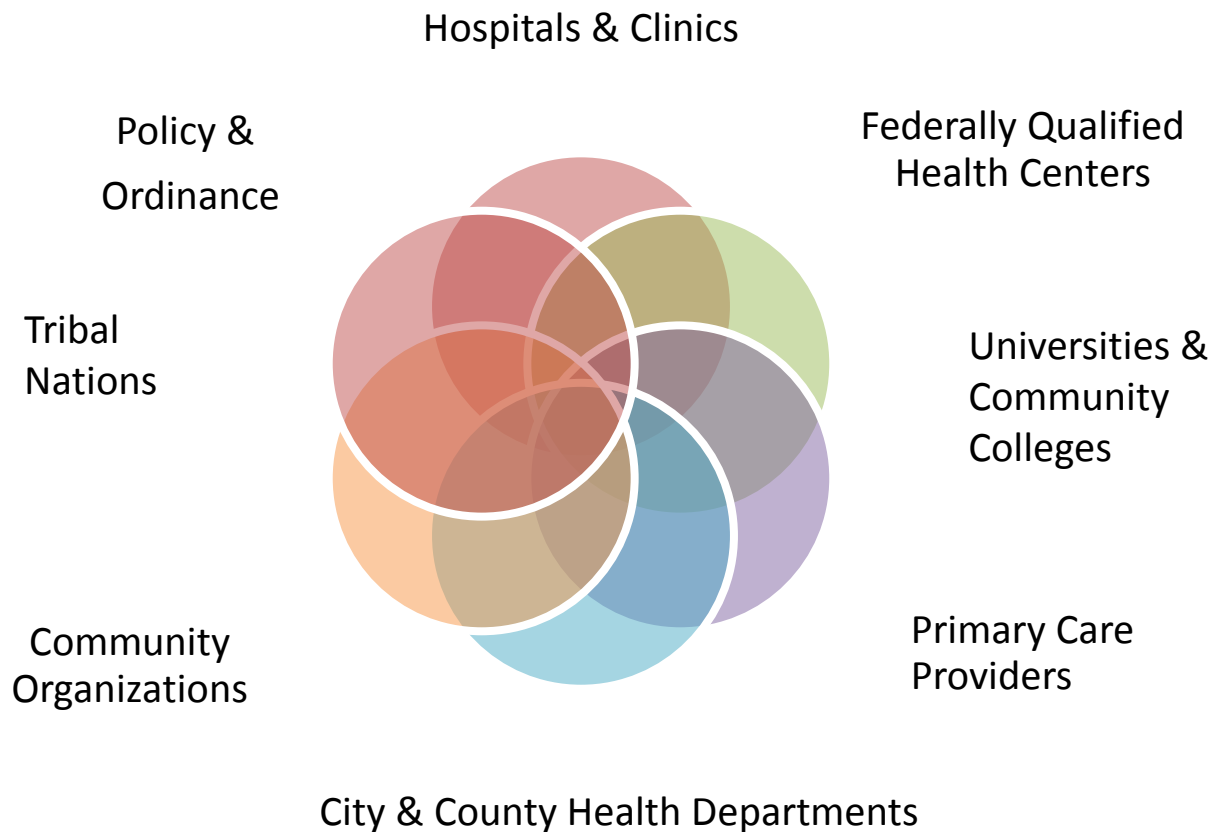 Hospitals & Clinics
Policy &
Ordinance
Federally Qualified
Health Centers
Tribal
Nations
Universities &
Community
Colleges
Community
Organizations
Primary Care
Providers
City & County Health Departments